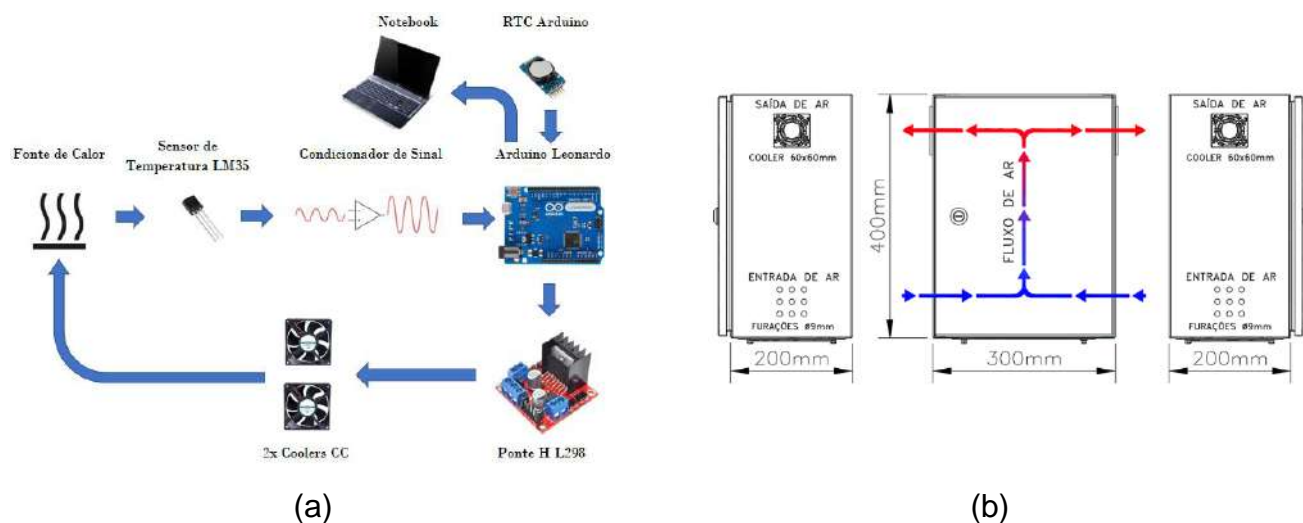 Notebook
RTC Arduino
Fonte de Calor
Sensor de
Temperatura LM35
Condicionador de Sinal
Arduino Leonardo
2x Coolers CC
Ponte H L298
(a)
SAÍDA DE AR
COOLER 60x60mm
ENTRADA DE AR
FURAÇÕES Ø9mm
200mm
400mm
FLUXO DE AR
300mm
SAÍDA DE AR
COOLER 60x60mm
ENTRADA DE AR
FURAÇÕES Ø9mm
200mm
(b)